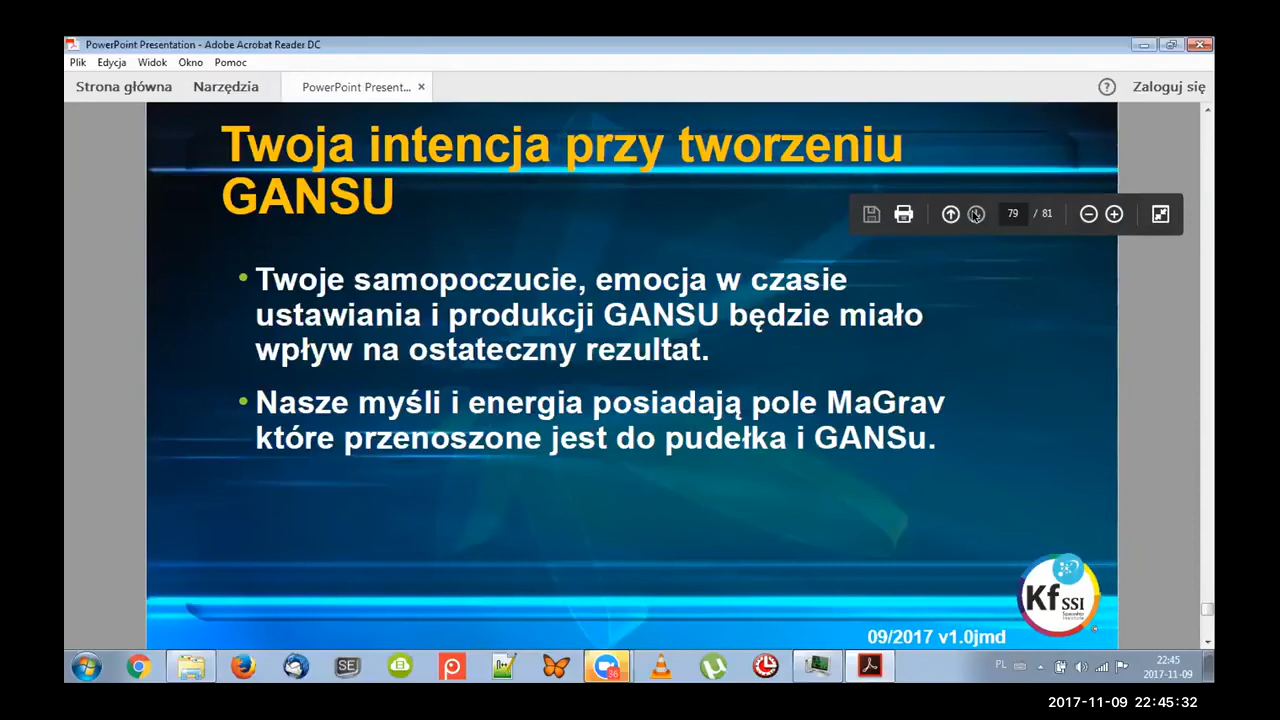 PowerPoint Presentation - Adobe Acrobat Reader DC
Plik Edycja Widok Okno Pomoc
Strona główna Narzędzia PowerPoint Present... × ? Zaloguj się
Twoja intencja przy tworzeniu
GANSU
79 / 81
• Twoje samopoczucie, emocja w czasie
ustawiania i produkcji GANSU będzie miało
wpływ na ostateczny rezultat.
• Nasze myśli i energia posiadają pole MaGrav
które przenoszone jest do pudełka i GANSu.
Kf SSI
09/2017 v1.0jmd
SEJ
36
PL
22:45
2017-11-09
2017-11-09 22:45:32